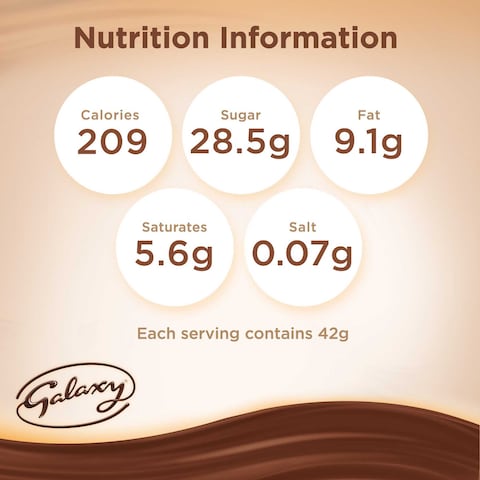 Nutrition Information
Calories
209
Sugar
28.5g
Fat
9.1g
Saturates
5.6g
Salt
0.07g
Each serving contains 42g
Galaxy